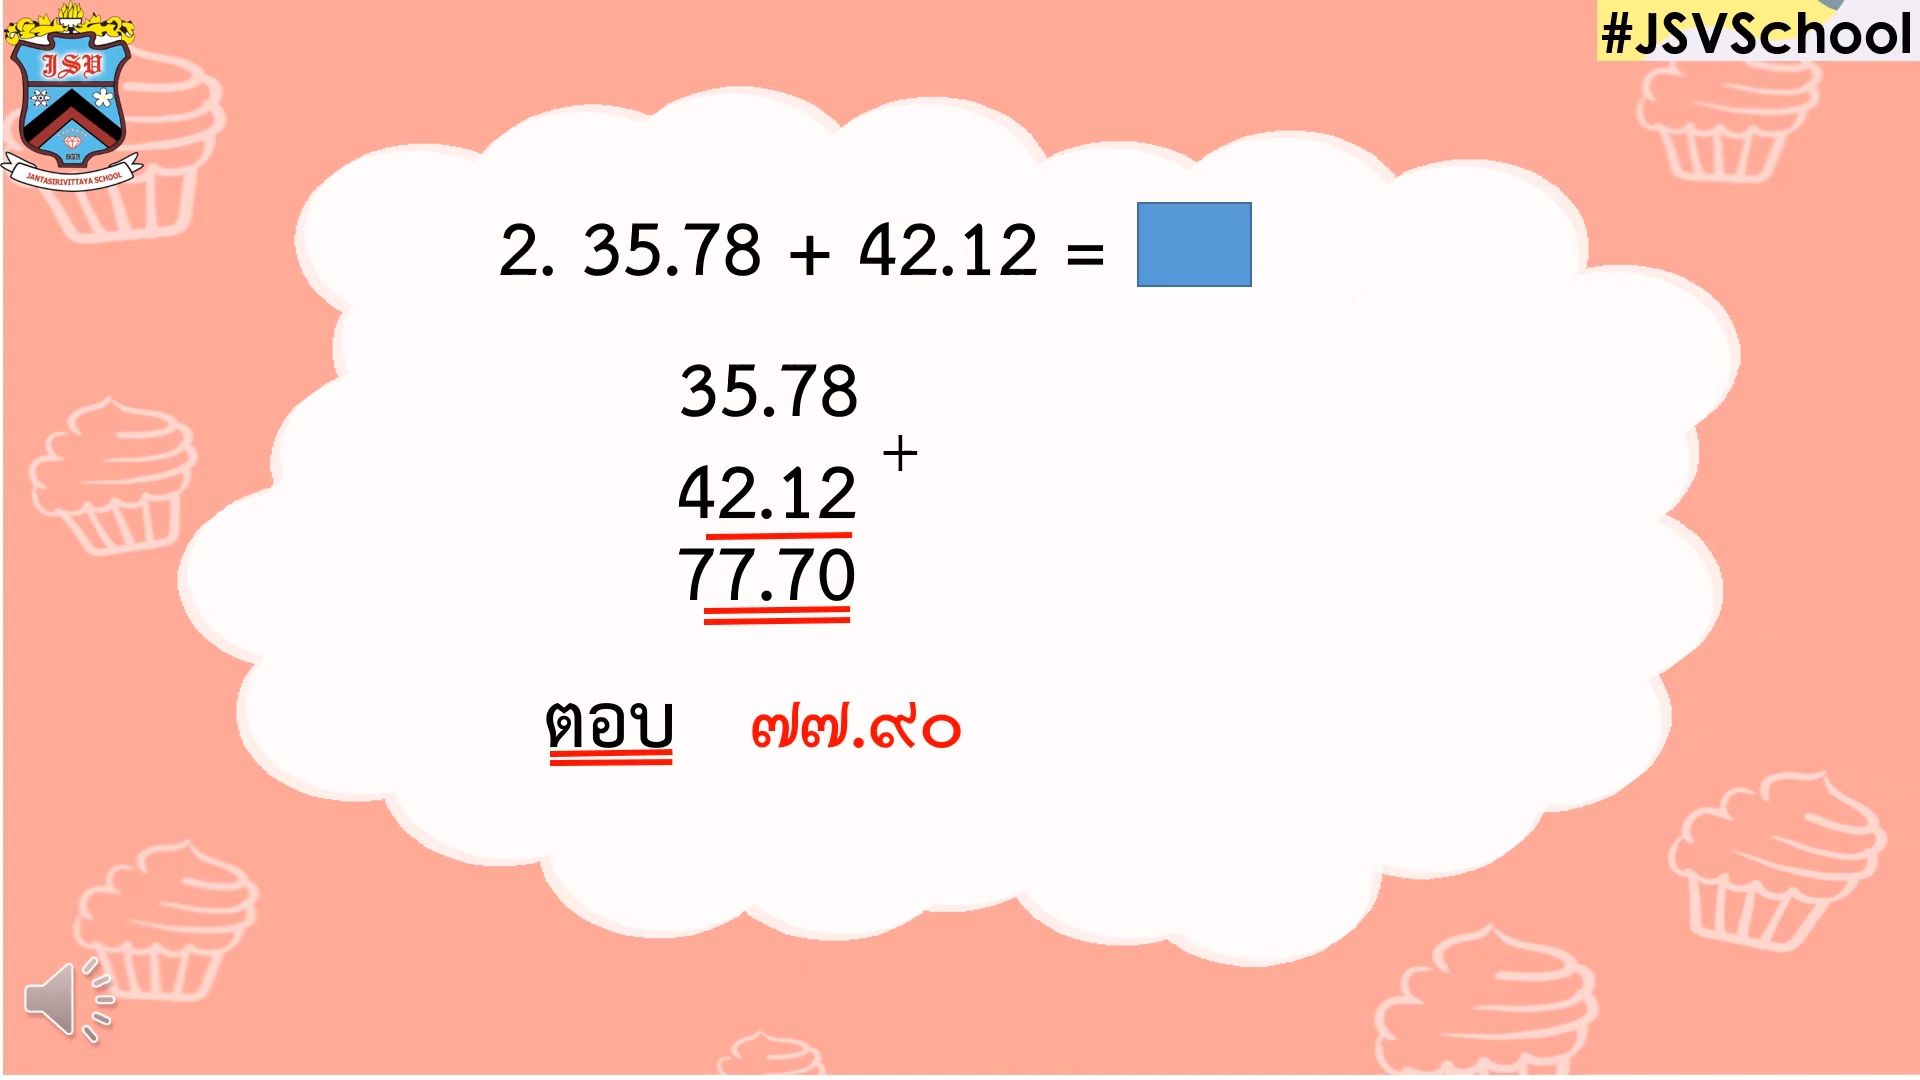 JSV
#JSVSchool
JANTASIRIVITTAYA SCHOOL
2. 35.78 + 42.12 =
35.78
+
42.12
77.70
ตอบ ๗๗.๙๐